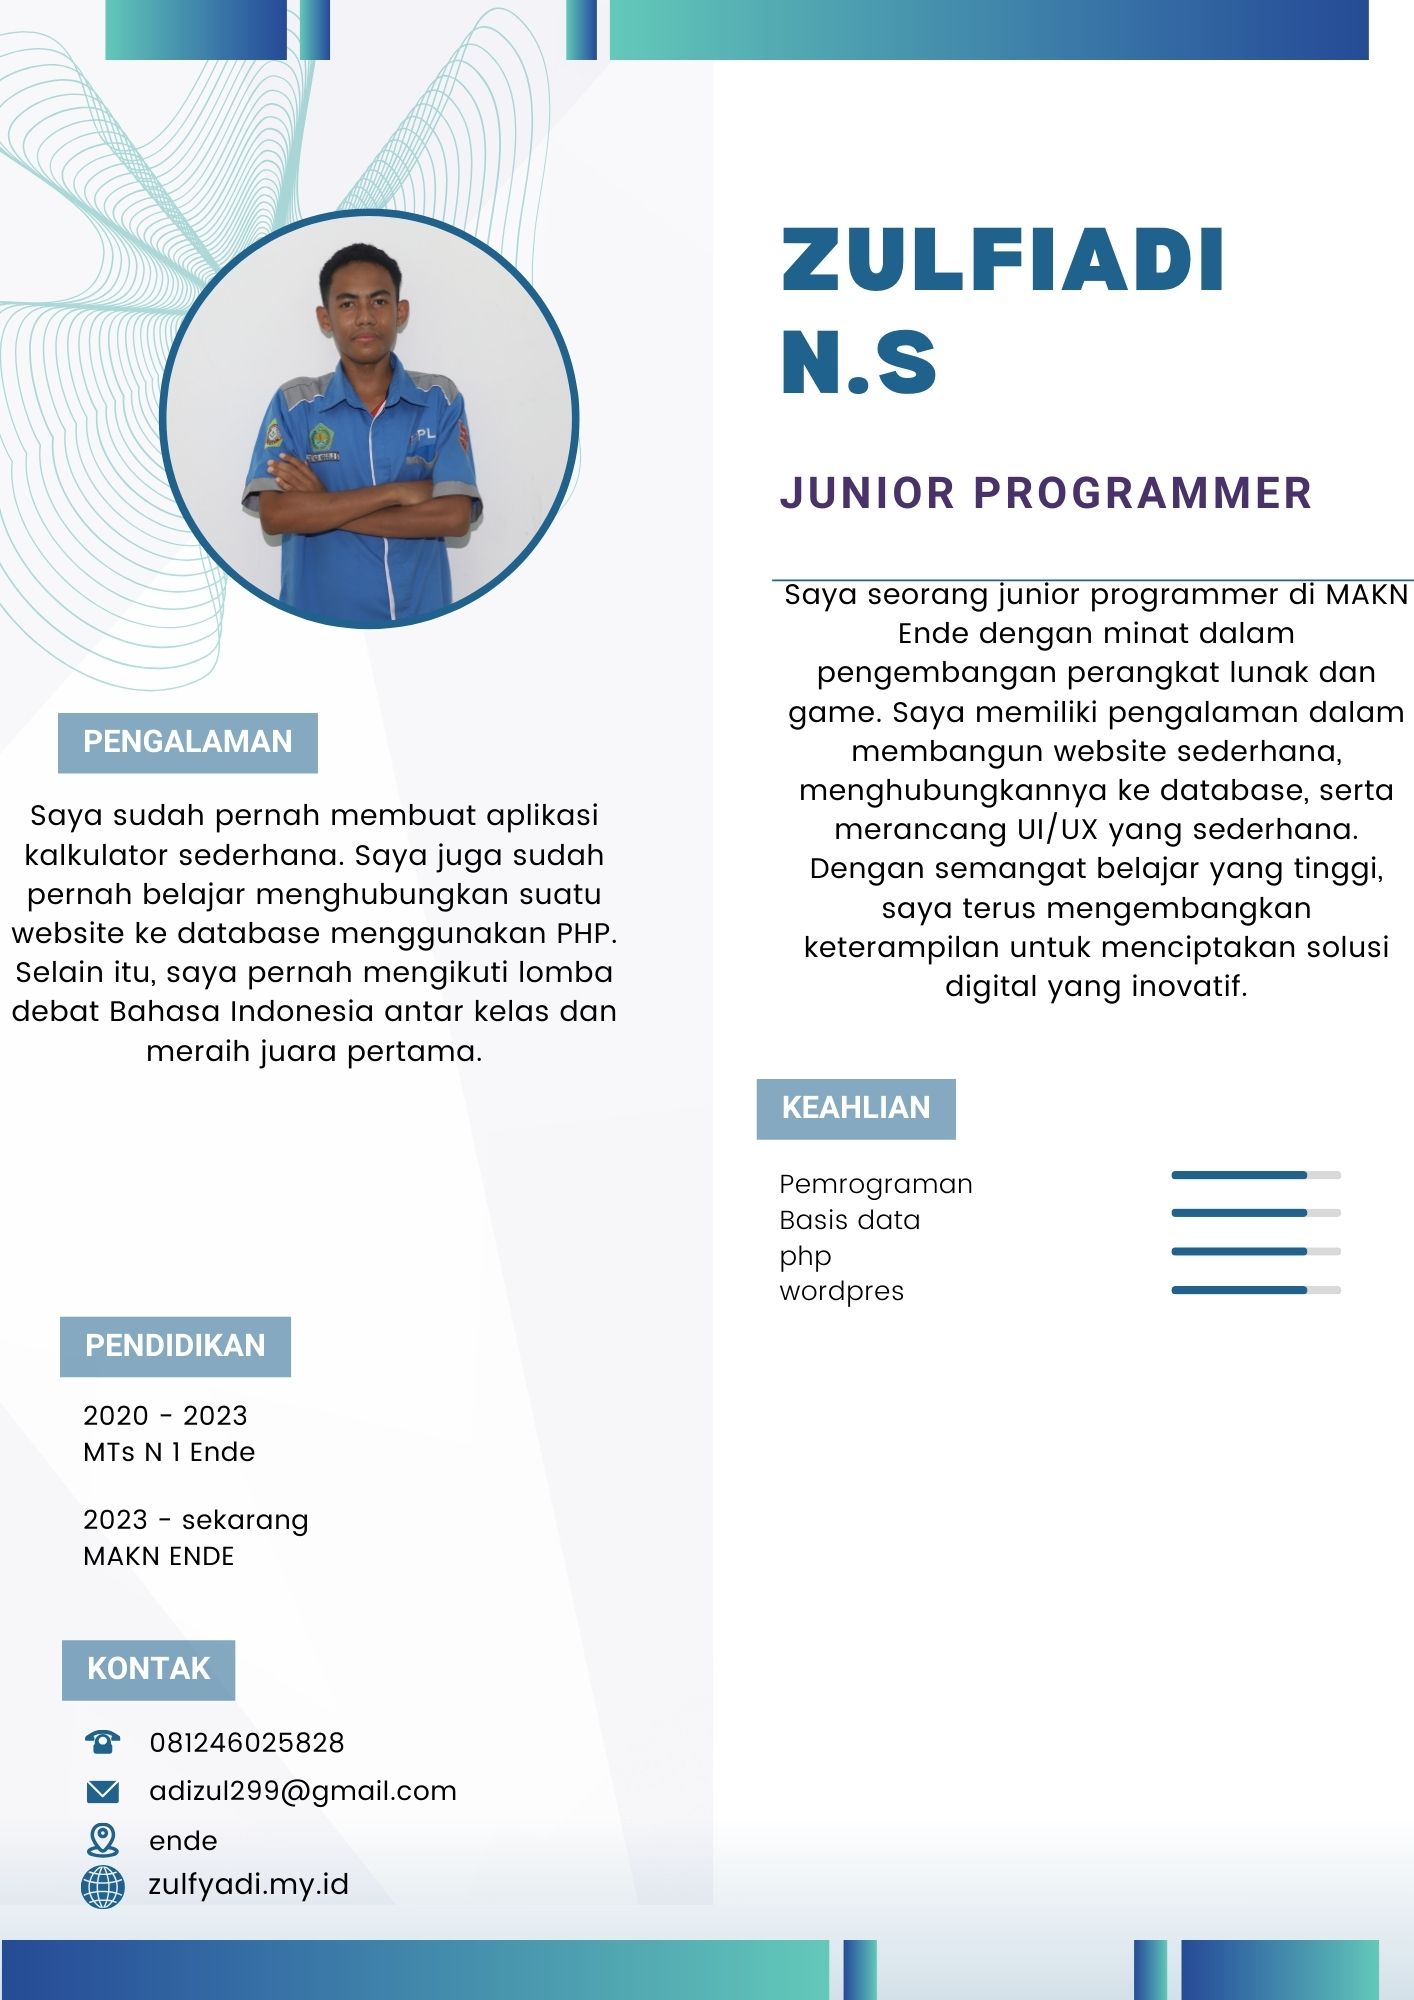 ZULFIADI
N.S
JUNIOR PROGRAMMER
Saya seorang junior programmer di MAKN
Ende dengan minat dalam
pengembangan perangkat lunak dan
game. Saya memiliki pengalaman dalam
membangun website sederhana,
menghubungkannya ke database, serta
merancang UI/UX yang sederhana.
Dengan semangat belajar yang tinggi,
saya terus mengembangkan
keterampilan untuk menciptakan solusi
digital yang inovatif.
PENGALAMAN
Saya sudah pernah membuat aplikasi
kalkulator sederhana. Saya juga sudah
pernah belajar menghubungkan suatu
website ke database menggunakan PHP.
Selain itu, saya pernah mengikuti lomba
debat Bahasa Indonesia antar kelas dan
meraih juara pertama.
KEAHLIAN
Pemrograman
Basis data
php
wordpres
PENDIDIKAN
2020 - 2023
MTs N 1 Ende
2023 - sekarang
MAKN ENDE
KONTAK
081246025828
adizul299@gmail.com
ende
zulfyadi.my.id